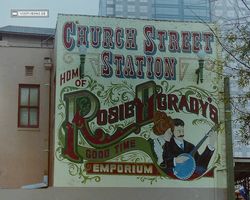 CHURCH STREET
STATION
HOME OF
ROSIE O'GRADY'S
GOOD TIME
EMPORIUM